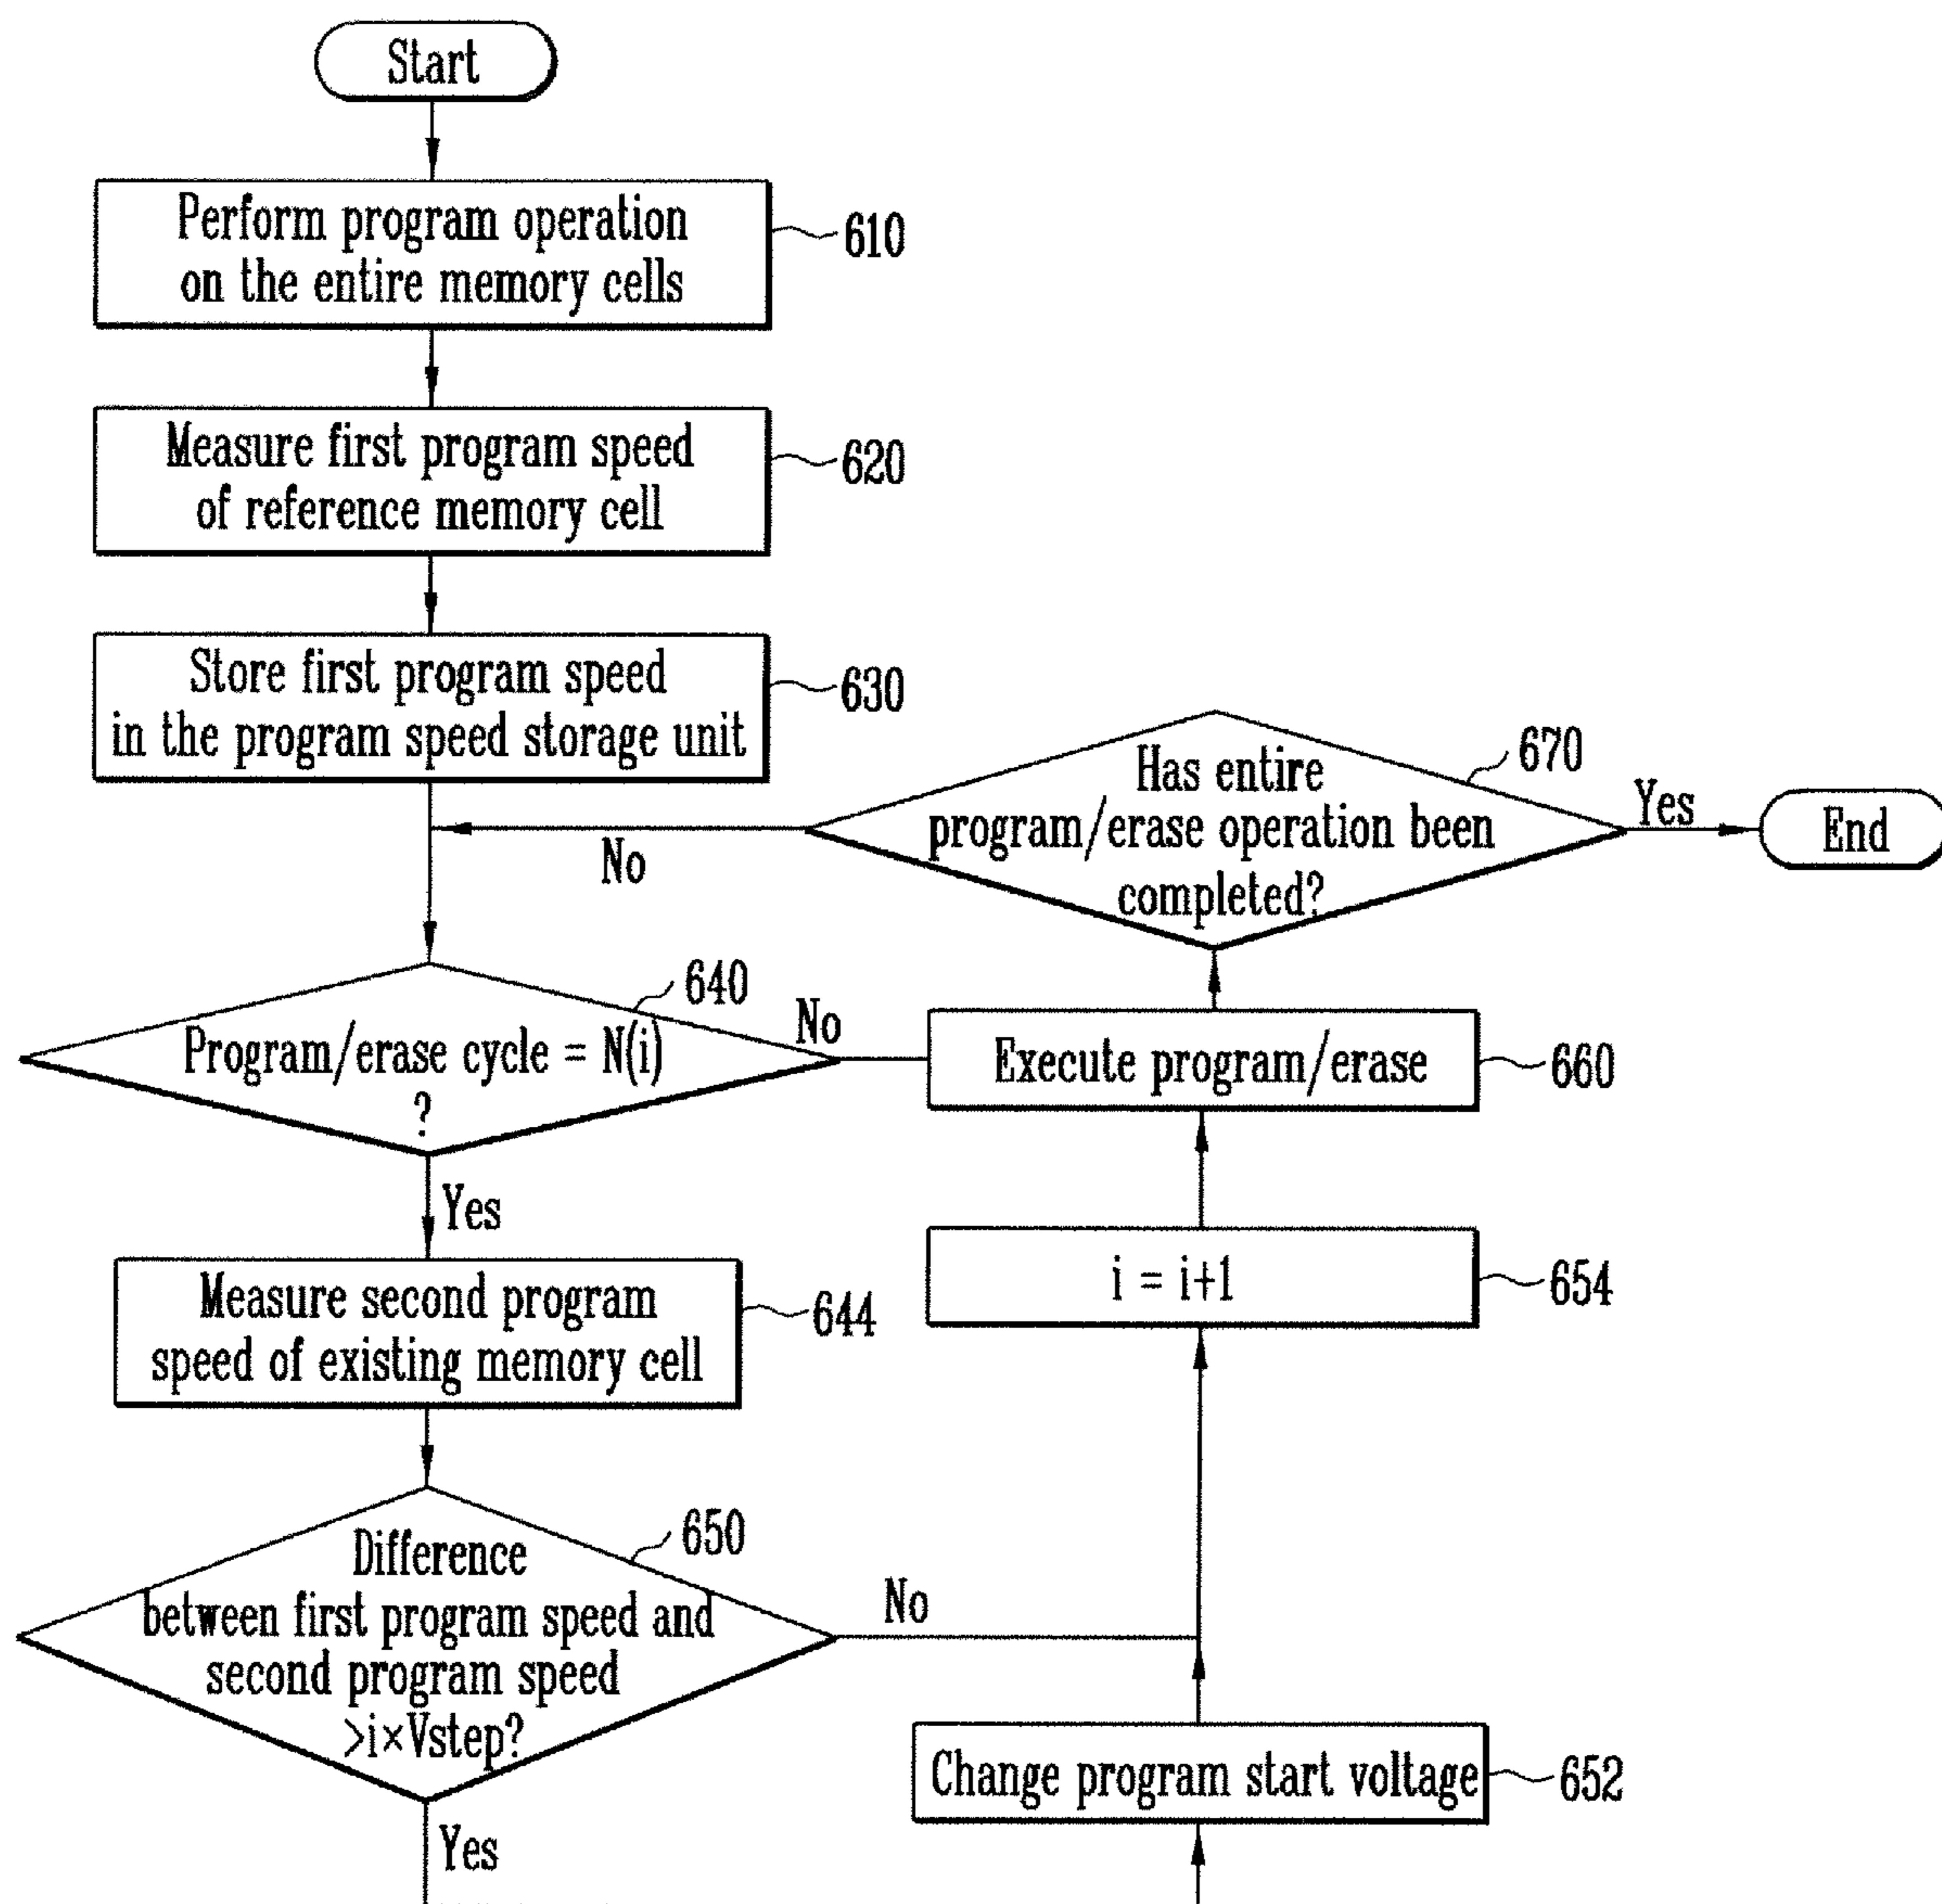 Start
Perform program operation
on the entire memory cells
610
Measure first program speed
of reference memory cell
620
Store first program speed
in the program speed storage unit
630
Has entire
program/erase operation been
completed?
670
Yes
End
No
Program/erase cycle = N(i)
?
640
No
Execute program/erase
660
Yes
Measure second program
speed of existing memory cell
644
i = i+1
654
Difference
between first program speed and
second program speed
>i×Vstep?
650
No
Change program start voltage
652
Yes